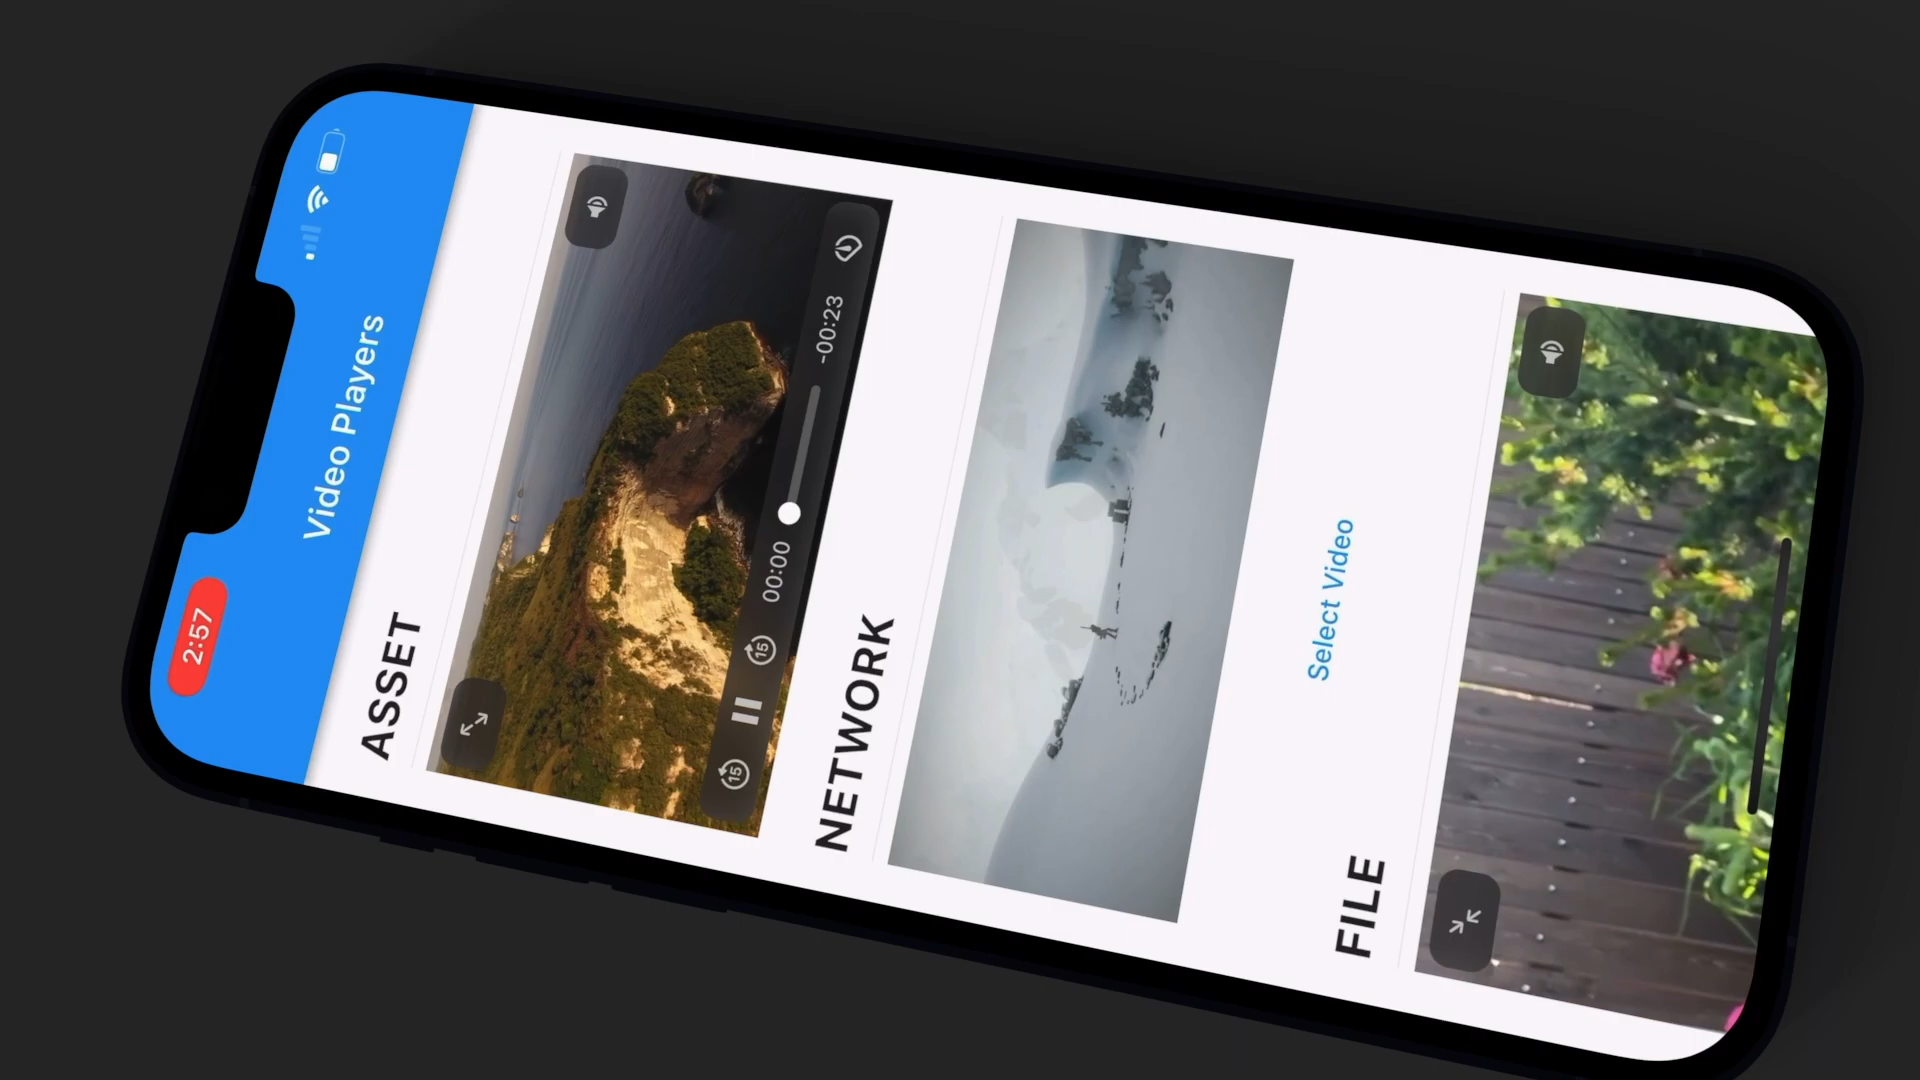 2:57
Video Players
ASSET
15
15
00:00
-00:23
NETWORK
Select Video
FILE